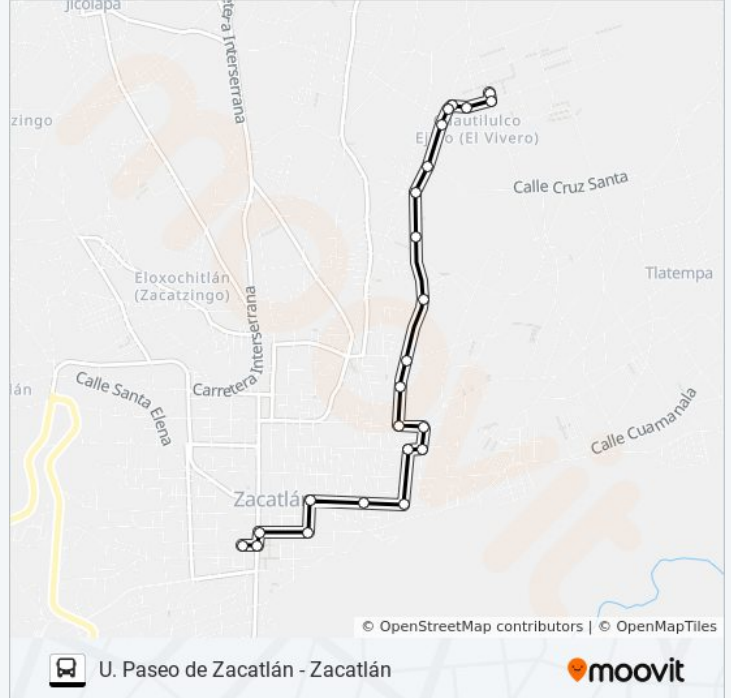 Jicolapa
Carretera Interserrana
zingo
Ejido (El Vivero)
Calle Cruz Santa
Tlatempa
Eloxochitlán
(Zacatzingo)
Carretera Interserrana
lán
Calle Santa Elena
Calle Cuamanala
Zacatlán
moovit
© OpenStreetMap contributors | © OpenMapTiles
U. Paseo de Zacatlán - Zacatlán
moovit